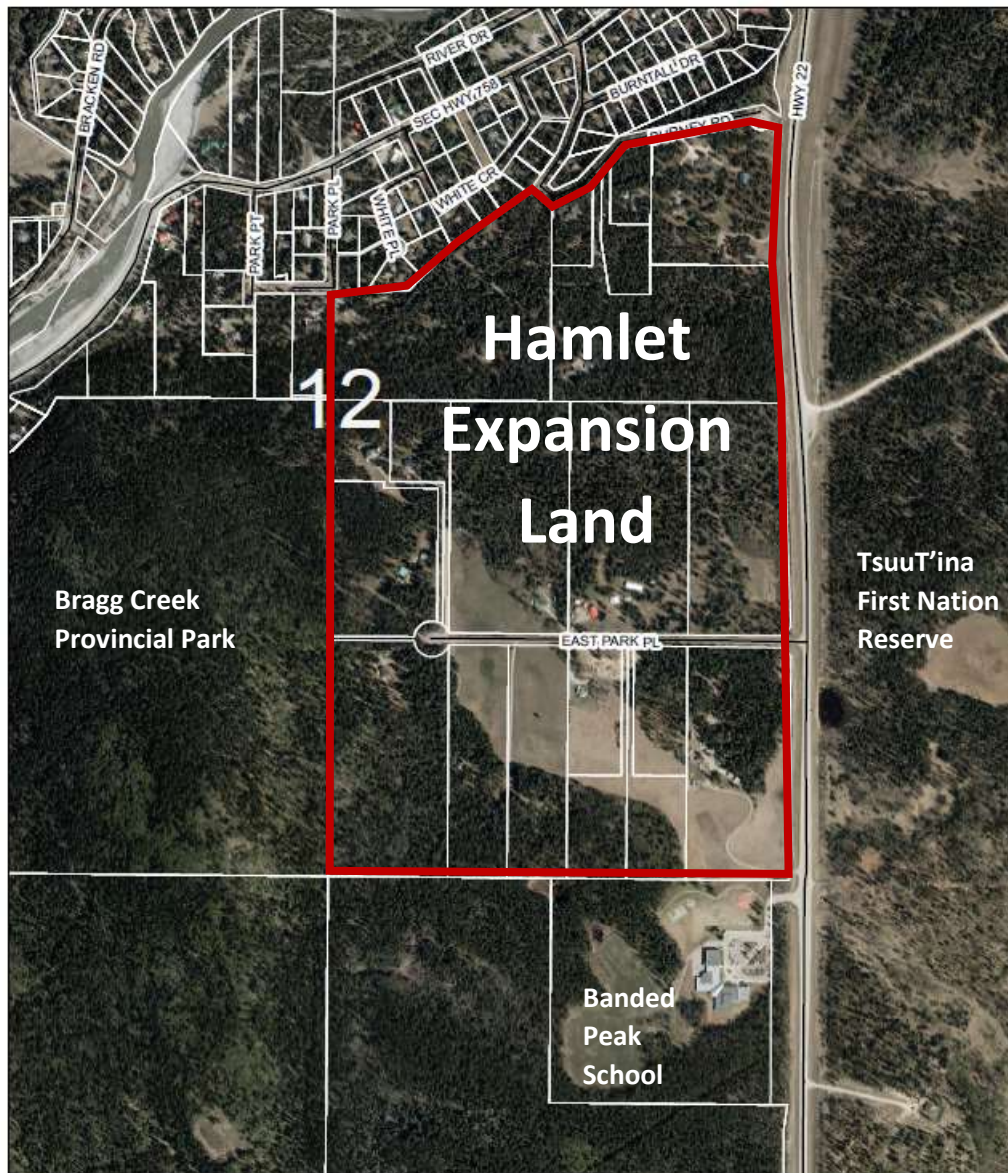 BRACKEN RD
RIVER DR
SEC HWY 758
BURNTALL DR
BURNEY RD
HWY 22
PARK PT
PARK PL
WHITE PL
WHITE CR
Hamlet
12
Expansion
Land
Bragg Creek
Provincial Park
TsuuT’ina
First Nation
Reserve
EAST PARK PL
Banded
Peak
School